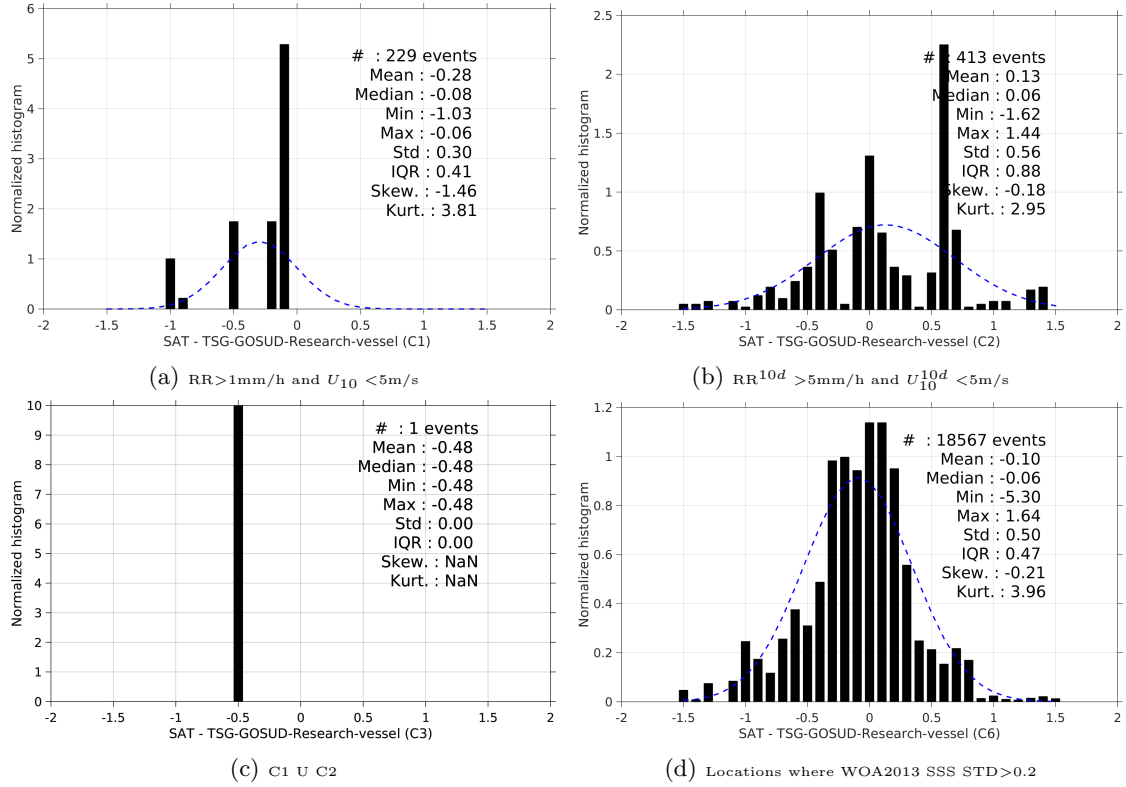 6
5
4
3
2
1
0
Normalized histogram
# : 229 events
Mean : -0.28
Median : -0.08
Min : -1.03
Max : -0.06
Std : 0.30
IQR : 0.41
Skew. : -1.46
Kurt. : 3.81
-2 -1.5 -1 -0.5 0 0.5 1 1.5 2
SAT - TSG-GOSUD-Research-vessel (C1)
(a) RR>1mm/h and U10 <5m/s
2.5
2
1.5
1
0.5
0
Normalized histogram
# : 413 events
Mean : 0.13
Median : 0.06
Min : -1.62
Max : 1.44
Std : 0.56
IQR : 0.88
Skew. : -0.18
Kurt. : 2.95
-2 -1.5 -1 -0.5 0 0.5 1 1.5 2
SAT - TSG-GOSUD-Research-vessel (C2)
(b) RR^10d >5mm/h and U10^10d <5m/s
10
9
8
7
6
5
4
3
2
1
0
Normalized histogram
# : 1 events
Mean : -0.48
Median : -0.48
Min : -0.48
Max : -0.48
Std : 0.00
IQR : 0.00
Skew. : NaN
Kurt. : NaN
-2 -1.5 -1 -0.5 0 0.5 1 1.5 2
SAT - TSG-GOSUD-Research-vessel (C3)
(c) C1 U C2
1.2
1
0.8
0.6
0.4
0.2
0
Normalized histogram
# : 18567 events
Mean : -0.10
Median : -0.06
Min : -5.30
Max : 1.64
Std : 0.50
IQR : 0.47
Skew. : -0.21
Kurt. : 3.96
-2 -1.5 -1 -0.5 0 0.5 1 1.5 2
SAT - TSG-GOSUD-Research-vessel (C6)
(d) Locations where WOA2013 SSS STD>0.2